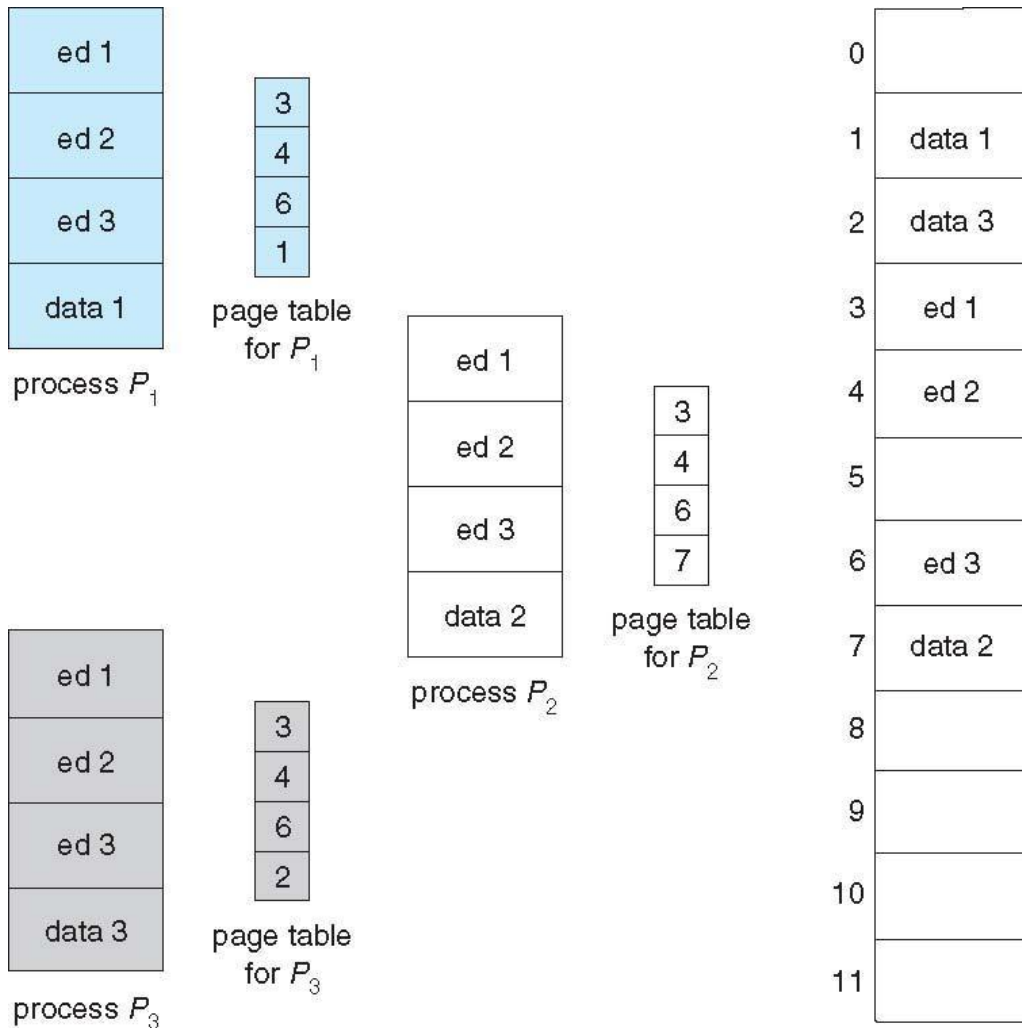 ed 1
ed 2
ed 3
data 1
process P1
3
4
6
1
page table
for P1
ed 1
ed 2
ed 3
data 2
process P2
3
4
6
7
page table
for P2
ed 1
ed 2
ed 3
data 3
process P3
3
4
6
2
page table
for P3
0
1 data 1
2 data 3
3 ed 1
4 ed 2
5
6 ed 3
7 data 2
8
9
10
11